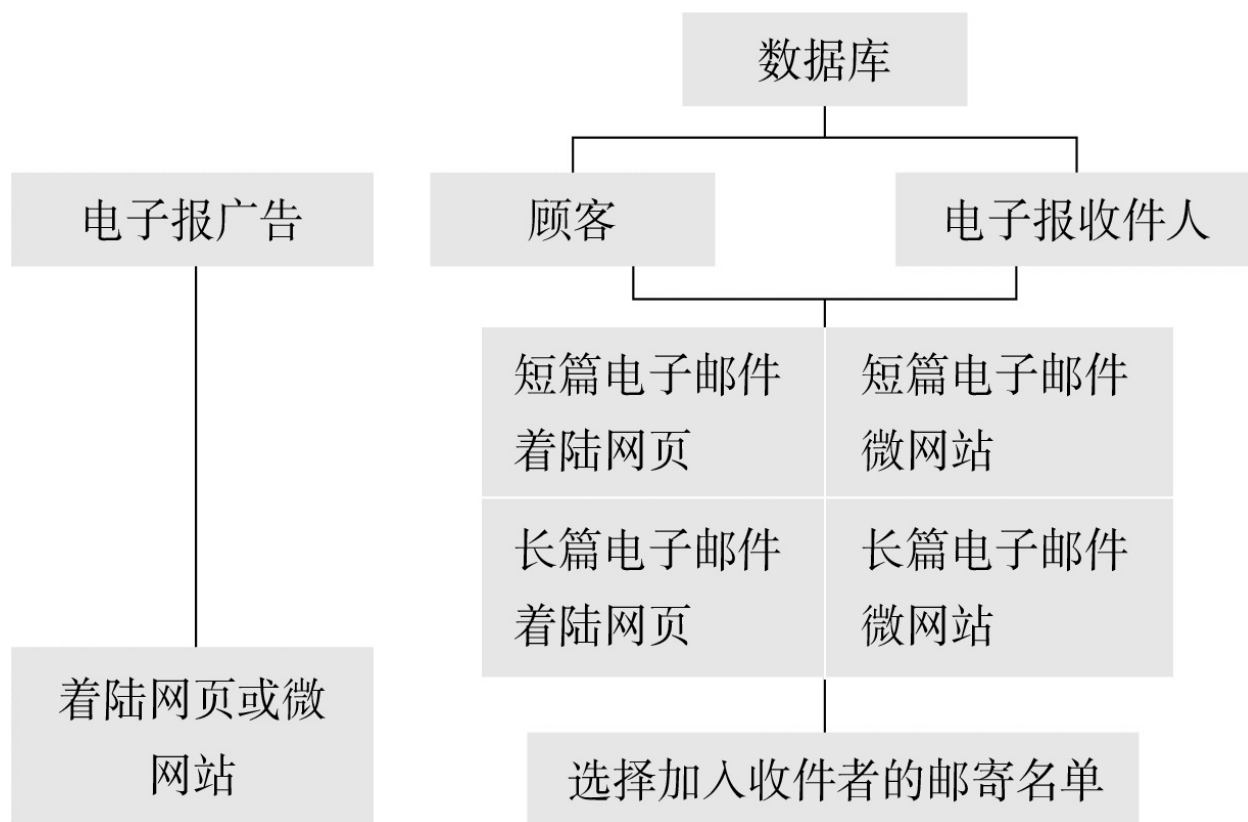 数据库
电子报广告
顾客
电子报收件人
短篇电子邮件
着陆网页
短篇电子邮件
微网站
长篇电子邮件
着陆网页
长篇电子邮件
微网站
着陆网页或微
网站
选择加入收件者的邮寄名单